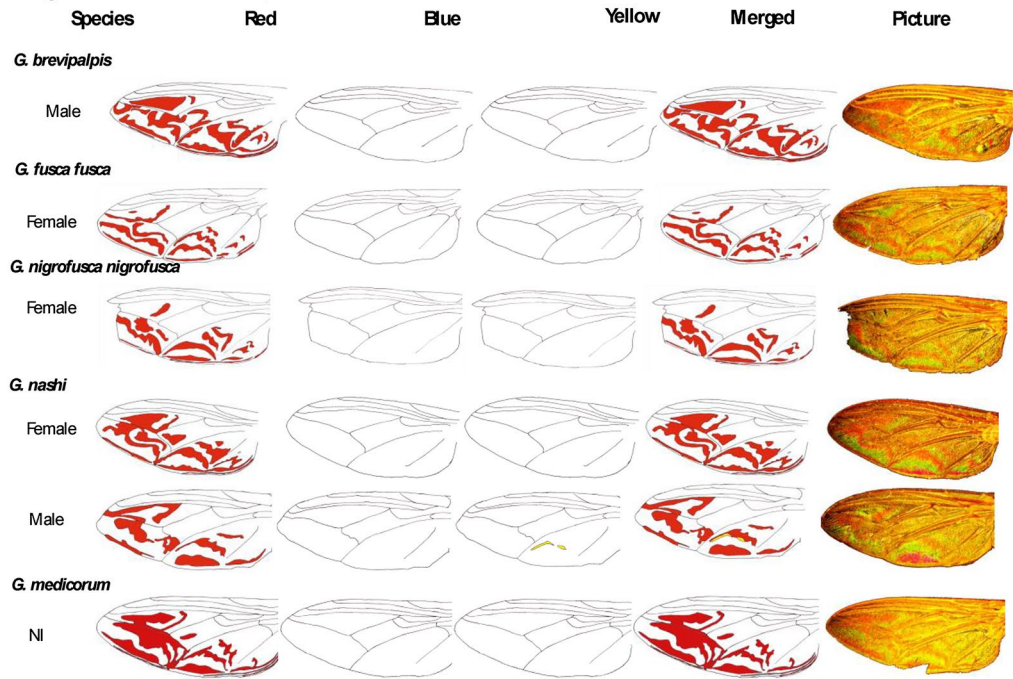 Species Red Blue Yellow Merged Picture
G. brevipalpis
Male
G. fusca fusca
Female
G. nigrofusca nigrofusca
Female
G. nashi
Female
Male
G. medicorum
NI